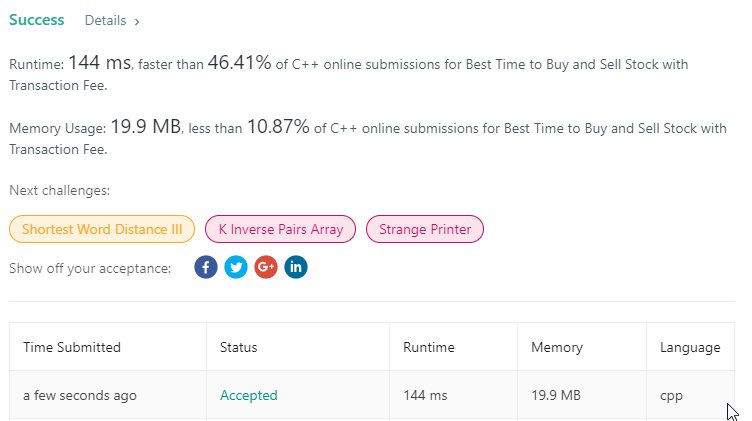 Success Details >
Runtime: 144 ms, faster than 46.41% of C++ online submissions for Best Time to Buy and Sell Stock with
Transaction Fee.
Memory Usage: 19.9 MB, less than 10.87% of C++ online submissions for Best Time to Buy and Sell Stock with
Transaction Fee.
Next challenges:
Shortest Word Distance III K Inverse Pairs Array Strange Printer
Show off your acceptance: f G+ in
Time Submitted Status Runtime Memory Language
a few seconds ago Accepted 144 ms 19.9 MB cpp